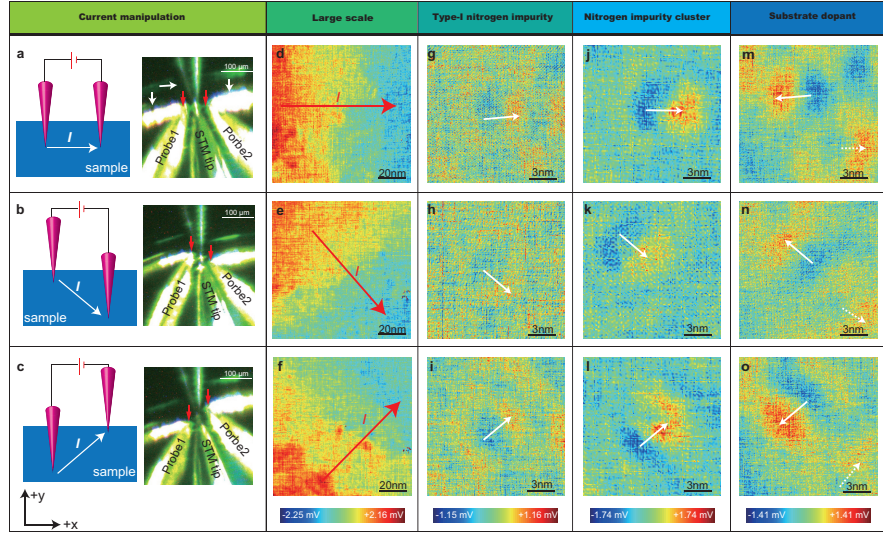 Current manipulation
Large scale
Type-I nitrogen impurity
Nitrogen impurity cluster
Substrate dopant
a
I
sample
100 μm
Probe1
STM tip
Porbe2
d
I
20nm
g
3nm
j
3nm
m
3nm
b
I
sample
100 μm
Probe1
STM tip
Porbe2
e
I
20nm
h
3nm
k
3nm
n
3nm
c
I
sample
100 μm
Probe1
STM tip
Porbe2
f
I
20nm
i
3nm
l
3nm
o
3nm
+y
+x
-2.25 mV +2.16 mV
-1.15 mV +1.16 mV
-1.74 mV +1.74 mV
-1.41 mV +1.41 mV